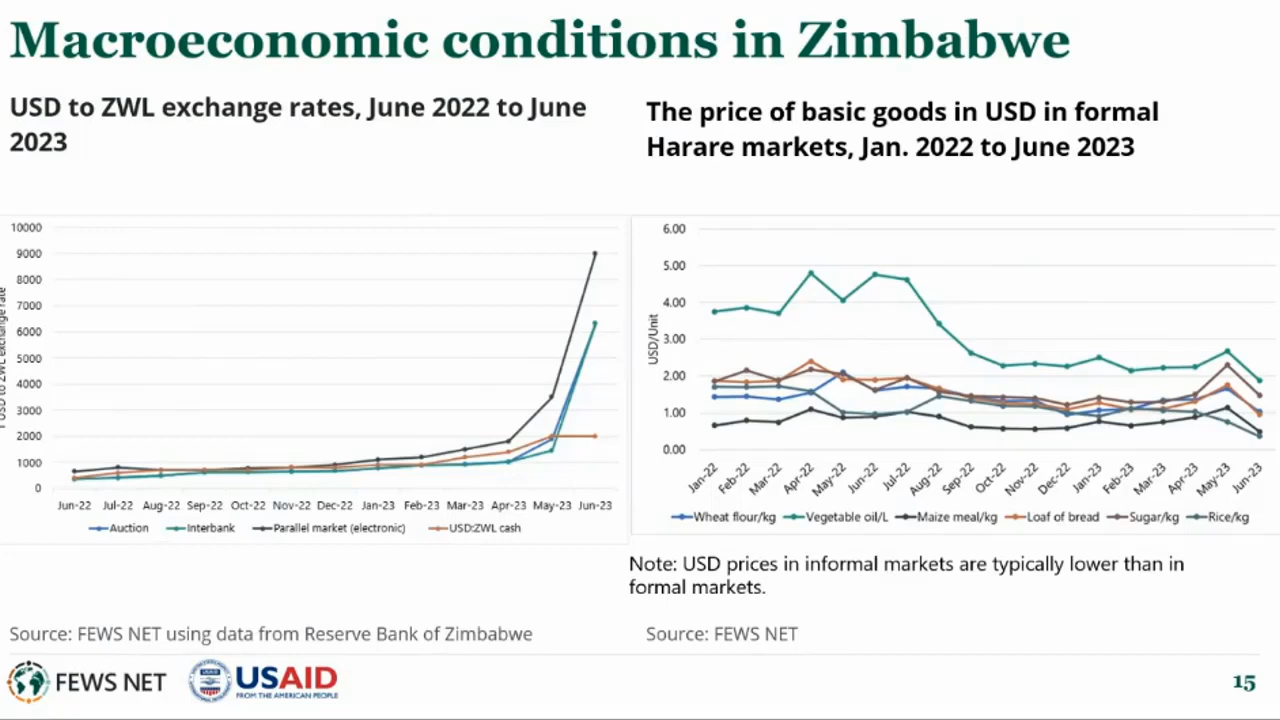 Macroeconomic conditions in Zimbabwe
USD to ZWL exchange rates, June 2022 to June
2023
10000
9000
8000
7000
6000
5000
4000
3000
2000
1000
0
USD to ZWL exchange rate
Jun-22 Jul-22 Aug-22 Sep-22 Oct-22 Nov-22 Dec-22 Jan-23 Feb-23 Mar-23 Apr-23 May-23 Jun-23
Auction Interbank Parallel market (electronic) USD:ZWL cash
Source: FEWS NET using data from Reserve Bank of Zimbabwe
The price of basic goods in USD in formal
Harare markets, Jan. 2022 to June 2023
6.00
5.00
4.00
3.00
2.00
1.00
0.00
USD/Unit
Jan-22 Feb-22 Mar-22 Apr-22 May-22 Jun-22 Jul-22 Aug-22 Sep-22 Oct-22 Nov-22 Dec-22 Jan-23 Feb-23 Mar-23 Apr-23 May-23 Jun-23
Wheat flour/kg Vegetable oil/L Maize meal/kg Loaf of bread Sugar/kg Rice/kg
Note: USD prices in informal markets are typically lower than in
formal markets.
Source: FEWS NET
FEWS NET
USAID
FROM THE AMERICAN PEOPLE
15